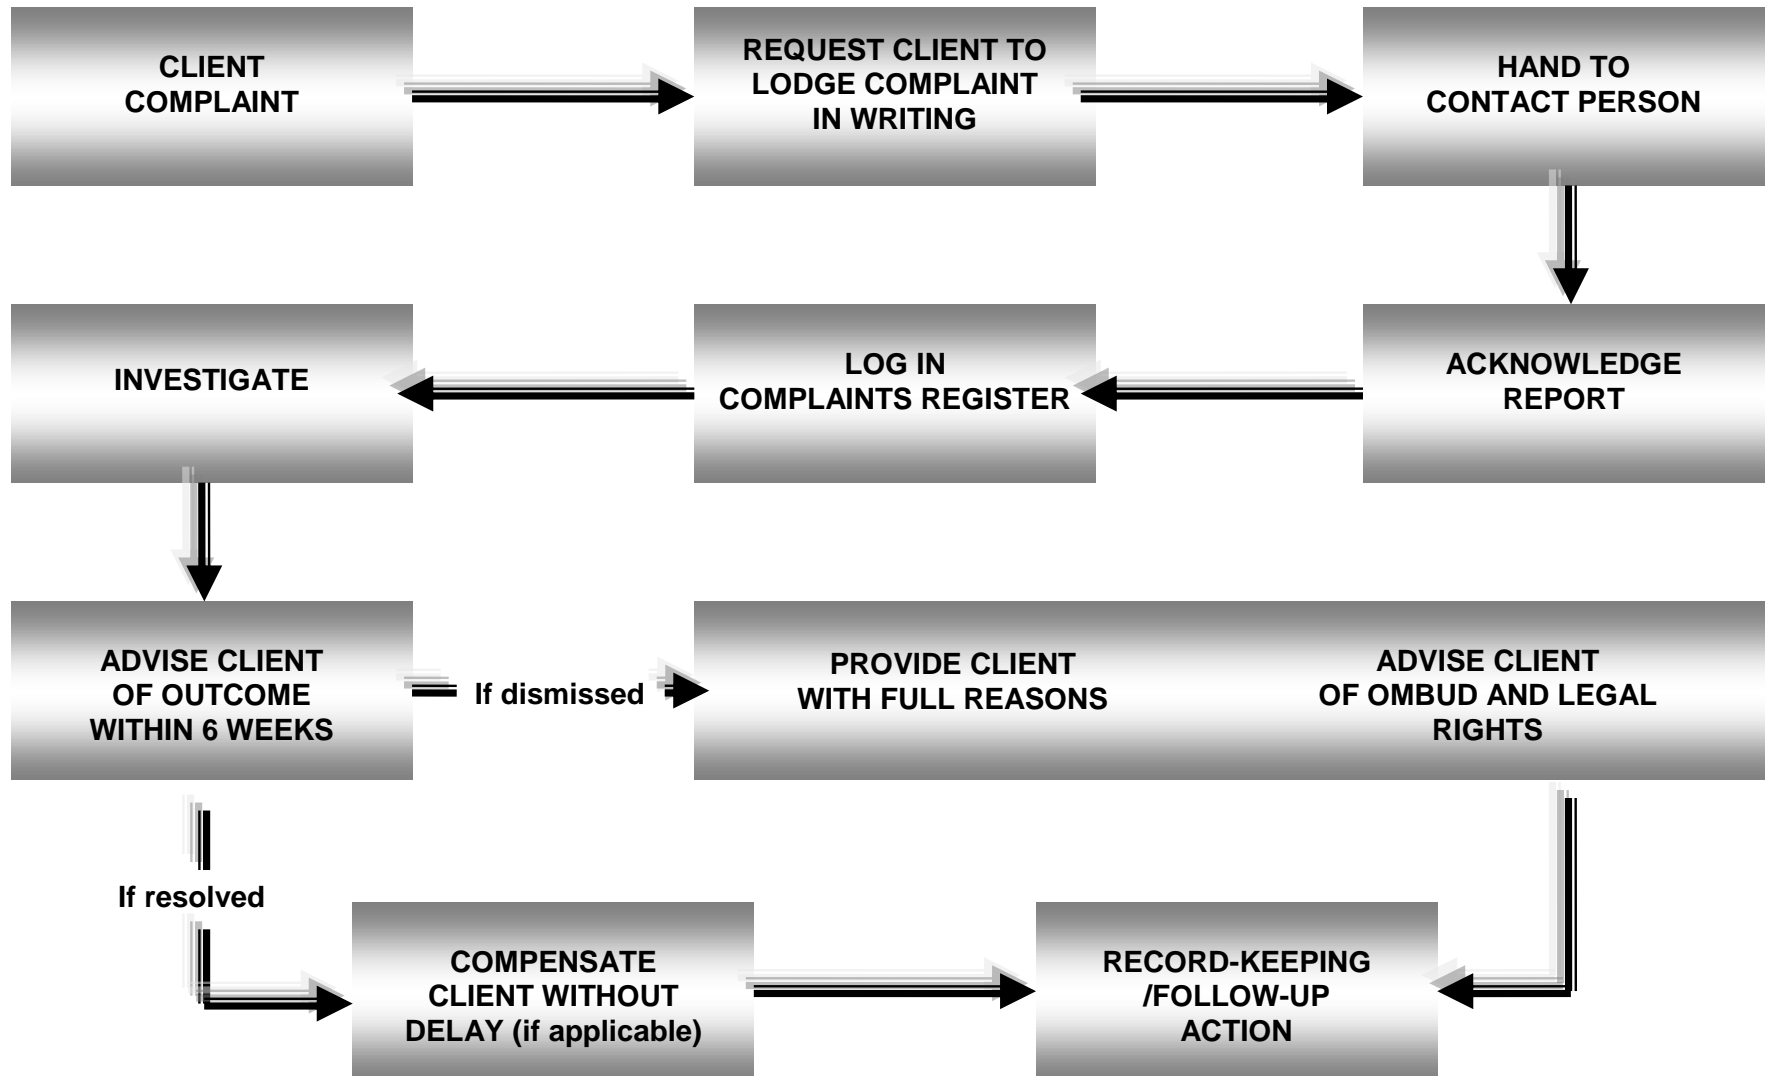 CLIENT
COMPLAINT
REQUEST CLIENT TO
LODGE COMPLAINT
IN WRITING
HAND TO
CONTACT PERSON
ACKNOWLEDGE
REPORT
LOG IN
COMPLAINTS REGISTER
INVESTIGATE
ADVISE CLIENT
OF OUTCOME
WITHIN 6 WEEKS
If dismissed
PROVIDE CLIENT
WITH FULL REASONS
ADVISE CLIENT
OF OMBUD AND LEGAL
RIGHTS
If resolved
COMPENSATE
CLIENT WITHOUT
DELAY (if applicable)
RECORD-KEEPING
/FOLLOW-UP
ACTION